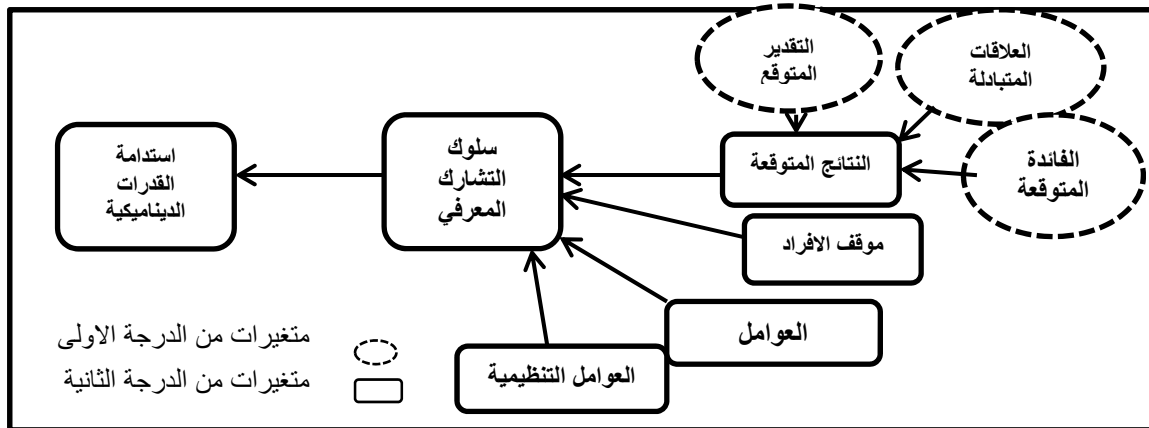 التقدير
المتوقع
العلاقات
المتبادلة
الفائدة
المتوقعة
النتائج المتوقعة
سلوك
التشارك
المعرفي
استدامة
القدرات
الديناميكية
موقف الافراد
العوامل
العوامل التنظيمية
متغيرات من الدرجة الاولى
متغيرات من الدرجة الثانية